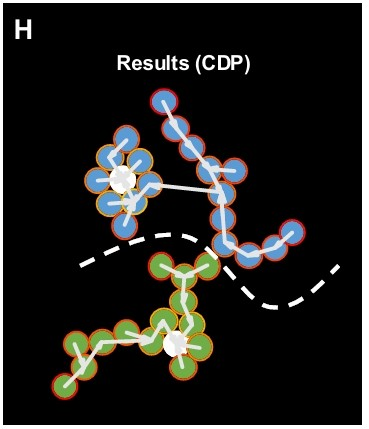 H
Results (CDP)